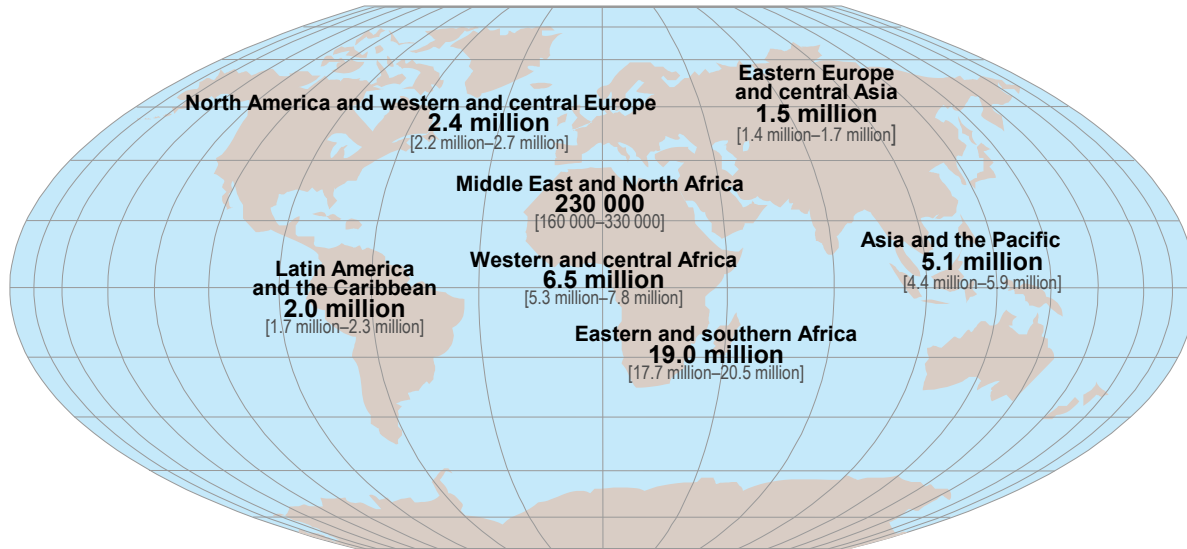 North America and western and central Europe
2.4 million
[2.2 million–2.7 million]
Eastern Europe
and central Asia
1.5 million
[1.4 million–1.7 million]
Middle East and North Africa
230 000
[160 000–330 000]
Western and central Africa
6.5 million
[5.3 million–7.8 million]
Asia and the Pacific
5.1 million
[4.4 million–5.9 million]
Latin America
and the Caribbean
2.0 million
[1.7 million–2.3 million]
Eastern and southern Africa
19.0 million
[17.7 million–20.5 million]